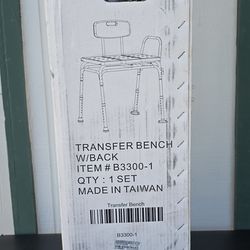 TRANSFER BENCH
W/BACK
ITEM # B3300-1
QTY : 1 SET
MADE IN TAIWAN
Transfer Bench
B3300-1